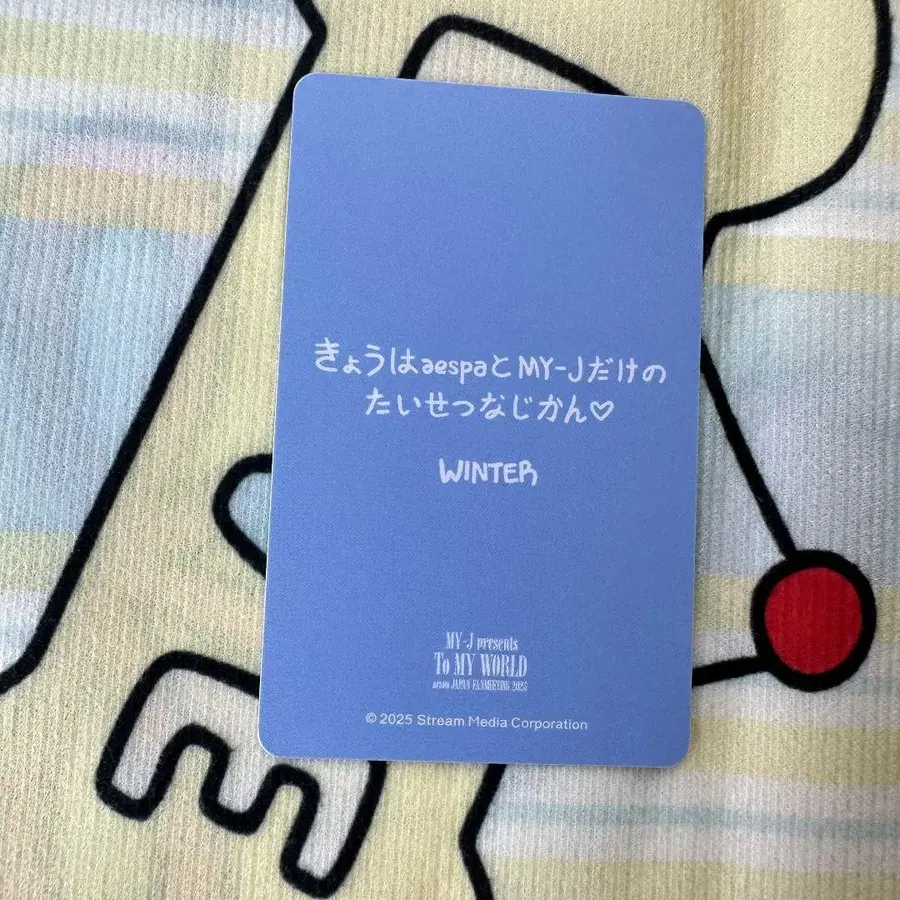 きょうはaespaとMY-Jだけの
たいせつなじかん♡
WINTER
MY-J presents
To MY WORLD
aespa JAPAN FANMEETING 2025
© 2025 Stream Media Corporation